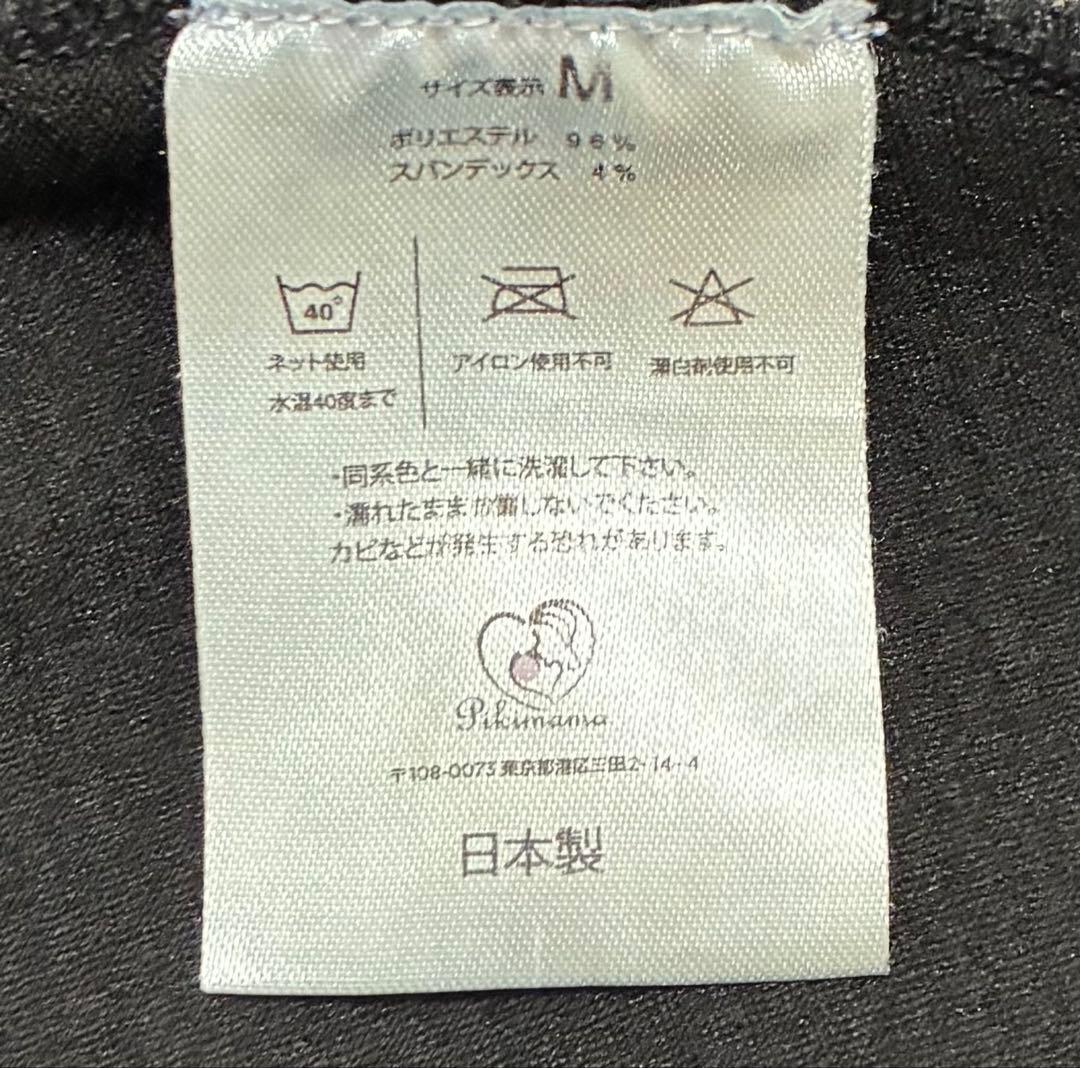 サイズ表示 M
ポリエステル 96%
スパンデックス 4%
40°
ネット使用
水温40度まで
アイロン使用不可
漂白剤使用不可
・同系色と一緒に洗濯して下さい。
・濡れたまま放置しないでください。
カビなどが発生する恐れがあります。
Pikimama
〒108-0073 東京都港区三田2-14-4
日本製